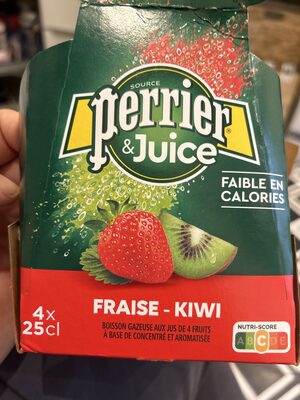 SOURCE
perrier
& Juice
FAIBLE EN
CALORIES
FRAISE - KIWI
4x
25cl
BOISSON GAZEUSE AUX JUS DE 4 FRUITS
À BASE DE CONCENTRÉ ET AROMATISÉE
NUTRI-SCORE
A B C D E